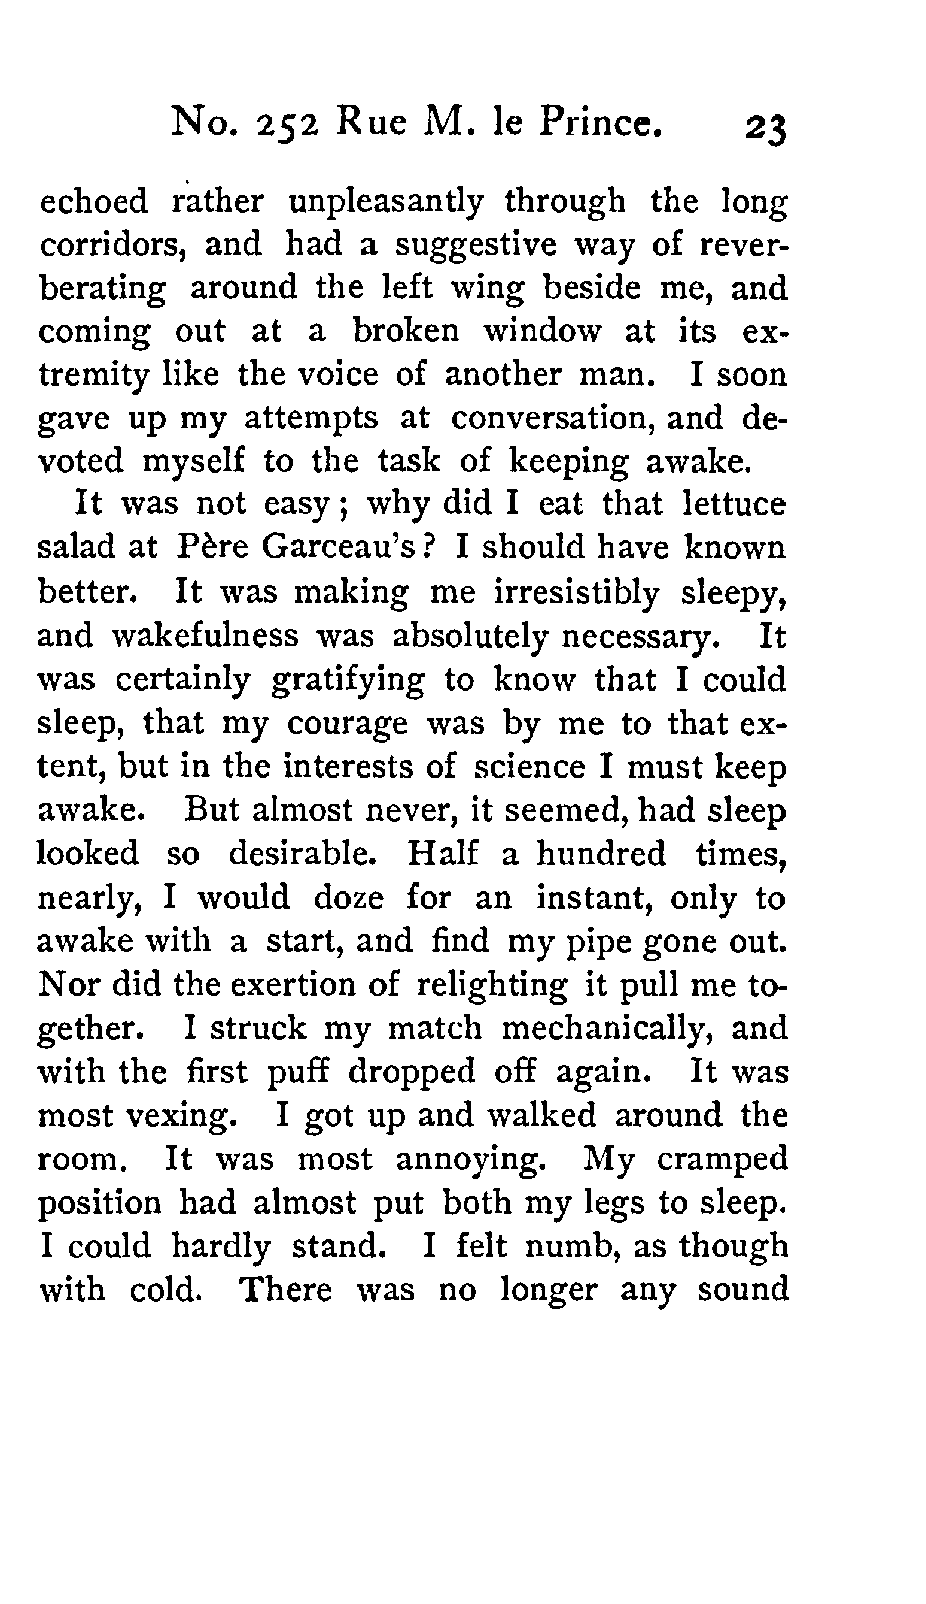 No. 252 Rue M. le Prince. 23
echoed rather unpleasantly through the long
corridors, and had a suggestive way of rever-
berating around the left wing beside me, and
coming out at a broken window at its ex-
tremity like the voice of another man. I soon
gave up my attempts at conversation, and de-
voted myself to the task of keeping awake.
It was not easy; why did I eat that lettuce
salad at Père Garceau's? I should have known
better. It was making me irresistibly sleepy,
and wakefulness was absolutely necessary. It
was certainly gratifying to know that I could
sleep, that my courage was by me to that ex-
tent, but in the interests of science I must keep
awake. But almost never, it seemed, had sleep
looked so desirable. Half a hundred times,
nearly, I would doze for an instant, only to
awake with a start, and find my pipe gone out.
Nor did the exertion of relighting it pull me to-
gether. I struck my match mechanically, and
with the first puff dropped off again. It was
most vexing. I got up and walked around the
room. It was most annoying. My cramped
position had almost put both my legs to sleep.
I could hardly stand. I felt numb, as though
with cold. There was no longer any sound